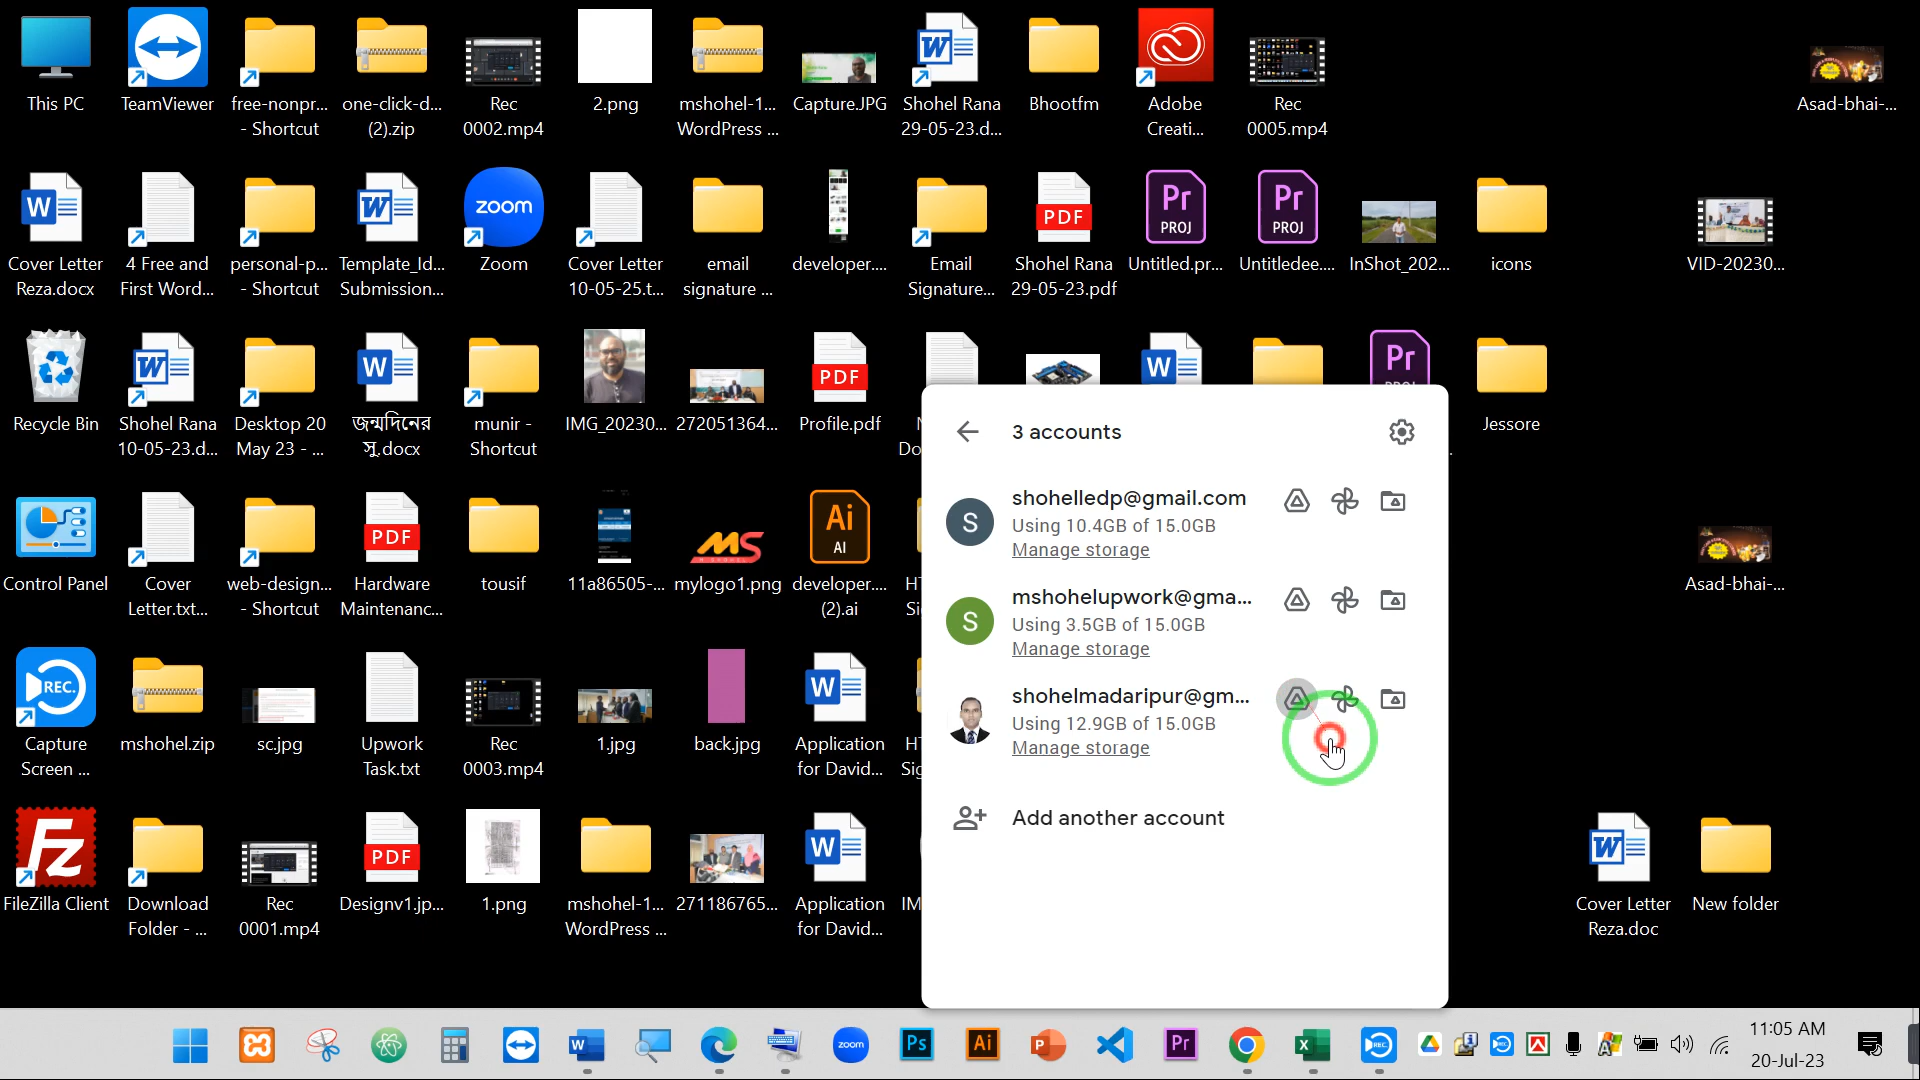 This PC
TeamViewer
free-nonpr...
- Shortcut
one-click-d...
(2).zip
Rec
0002.mp4
2.png
mshohel-1...
WordPress ...
Capture.JPG
Shohel Rana
29-05-23.d...
Bhootfm
Adobe
Creati...
Rec
0005.mp4
Asad-bhai-...
Cover Letter
Reza.docx
4 Free and
First Word...
personal-p...
- Shortcut
Template_Id...
Submission...
zoom
Zoom
Cover Letter
10-05-25.t...
email
signature ...
developer....
Email
Signature...
PDF
Shohel Rana
29-05-23.pdf
Pr
PROJ
Untitled.pr...
Pr
PROJ
Untitledee....
InShot_202...
icons
VID-20230...
Recycle Bin
Shohel Rana
10-05-23.d...
Desktop 20
May 23 - ...
জন্মদিনের
সু.docx
munir -
Shortcut
IMG_20230...
272051364...
PDF
Profile.pdf
Pr
Jessore
Control Panel
Cover
Letter.txt...
web-design...
- Shortcut
PDF
Hardware
Maintenanc...
tousif
11a86505-...
MS
mylogo1.png
Ai
AI
developer....
(2).ai
Asad-bhai-...
REC.
Capture
Screen ...
mshohel.zip
sc.jpg
Upwork
Task.txt
Rec
0003.mp4
1.jpg
back.jpg
Application
for David...
Fz
FileZilla Client
Download
Folder - ...
Rec
0001.mp4
PDF
Designv1.jp...
1.png
mshohel-1...
WordPress ...
271186765...
Application
for David...
IM
Cover Letter
Reza.doc
New folder
3 accounts
S
shohelledp@gmail.com
Using 10.4GB of 15.0GB
Manage storage
S
mshohelupwork@gma...
Using 3.5GB of 15.0GB
Manage storage
shohelmadaripur@gm...
Using 12.9GB of 15.0GB
Manage storage
Add another account
zoom
Ps
Ai
Pr
REC
11:05 AM
20-Jul-23